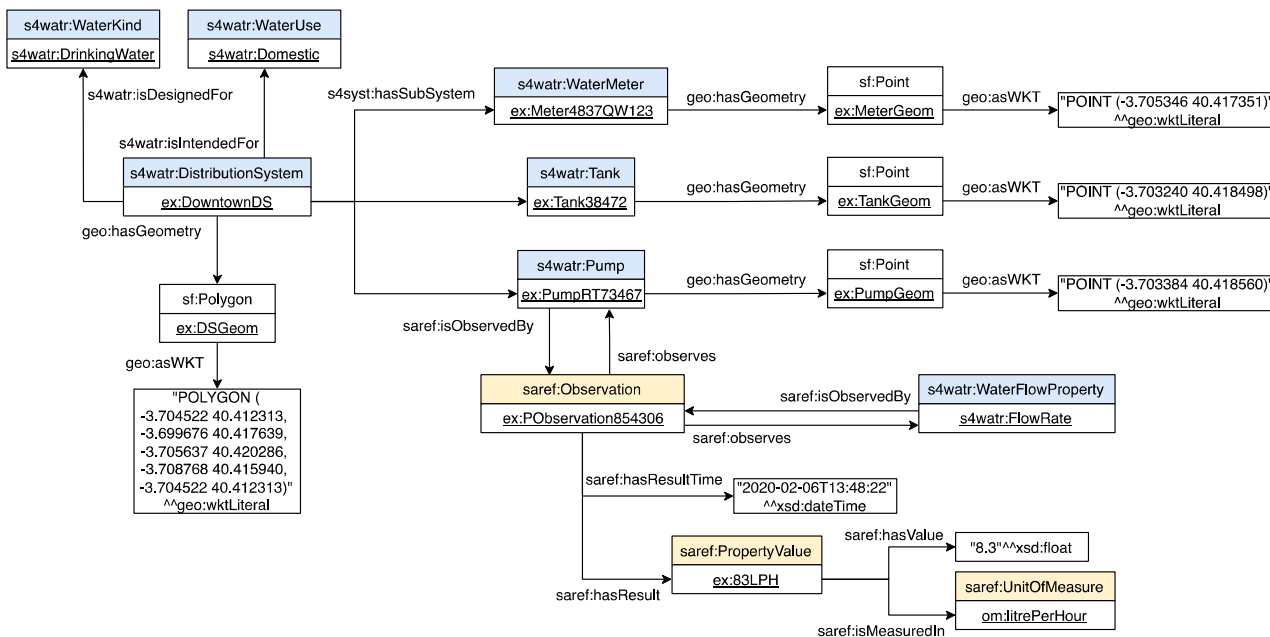 s4watr:WaterKind
s4watr:DrinkingWater
s4watr:WaterUse
s4watr:Domestic
s4watr:isDesignedFor
s4watr:isIntendedFor
s4syst:hasSubSystem
s4watr:WaterMeter
ex:Meter4837QW123
geo:hasGeometry
sf:Point
ex:MeterGeom
geo:asWKT
"POINT (-3.705346 40.417351)"
^^geo:wktLiteral
s4watr:DistributionSystem
ex:DowntownDS
s4watr:Tank
ex:Tank38472
geo:hasGeometry
sf:Point
ex:TankGeom
geo:asWKT
"POINT (-3.703240 40.418498)"
^^geo:wktLiteral
geo:hasGeometry
s4watr:Pump
ex:PumpRT73467
geo:hasGeometry
sf:Point
ex:PumpGeom
geo:asWKT
"POINT (-3.703384 40.418560)"
^^geo:wktLiteral
sf:Polygon
ex:DSGeom
geo:asWKT
"POLYGON (
-3.704522 40.412313,
-3.699676 40.417639,
-3.705637 40.420286,
-3.708768 40.415940,
-3.704522 40.412313)"
^^geo:wktLiteral
saref:isObservedBy
saref:observes
saref:Observation
ex:PObservation854306
saref:isObservedBy
saref:observes
s4watr:WaterFlowProperty
s4watr:FlowRate
saref:hasResultTime
"2020-02-06T13:48:22"
^^xsd:dateTime
saref:hasResult
saref:PropertyValue
ex:83LPH
saref:hasValue
"8.3"^^xsd:float
saref:isMeasuredIn
saref:UnitOfMeasure
om:litrePerHour